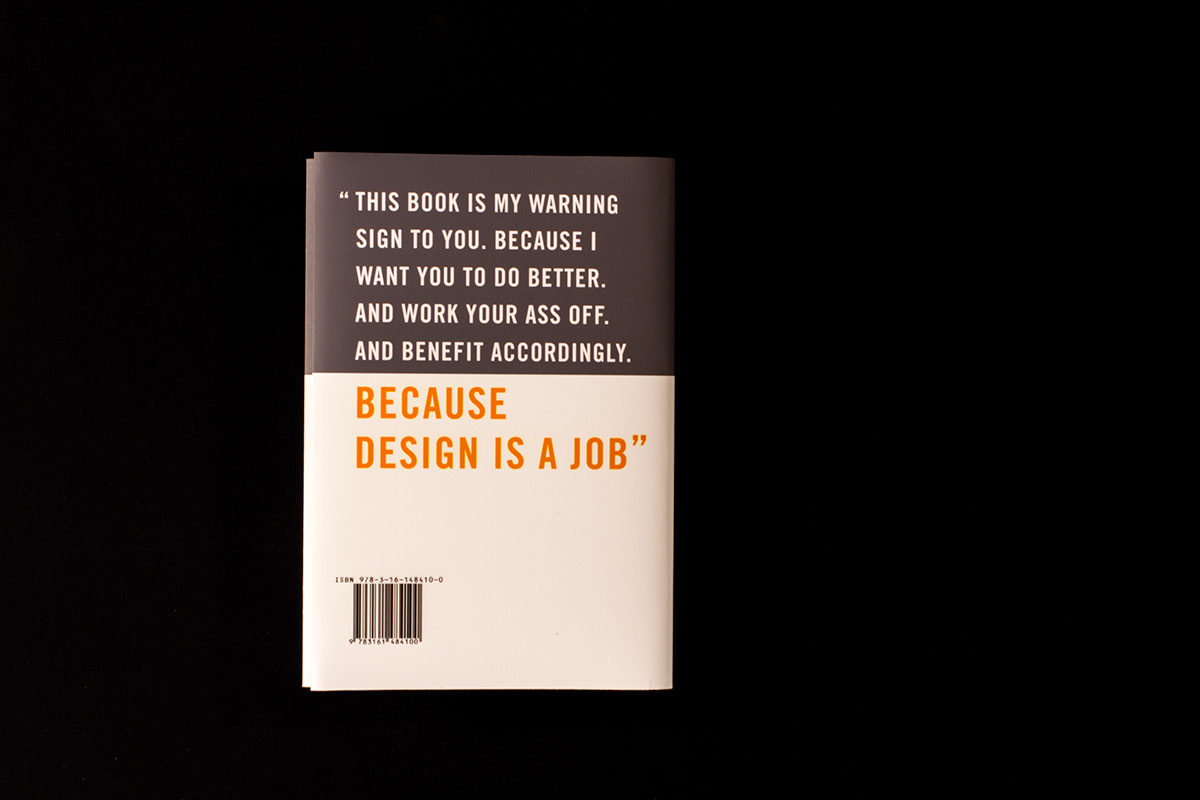 “ THIS BOOK IS MY WARNING
SIGN TO YOU. BECAUSE I
WANT YOU TO DO BETTER.
AND WORK YOUR ASS OFF.
AND BENEFIT ACCORDINGLY.
BECAUSE
DESIGN IS A JOB”
ISBN 978-3-16-148410-0
9 783161 484100